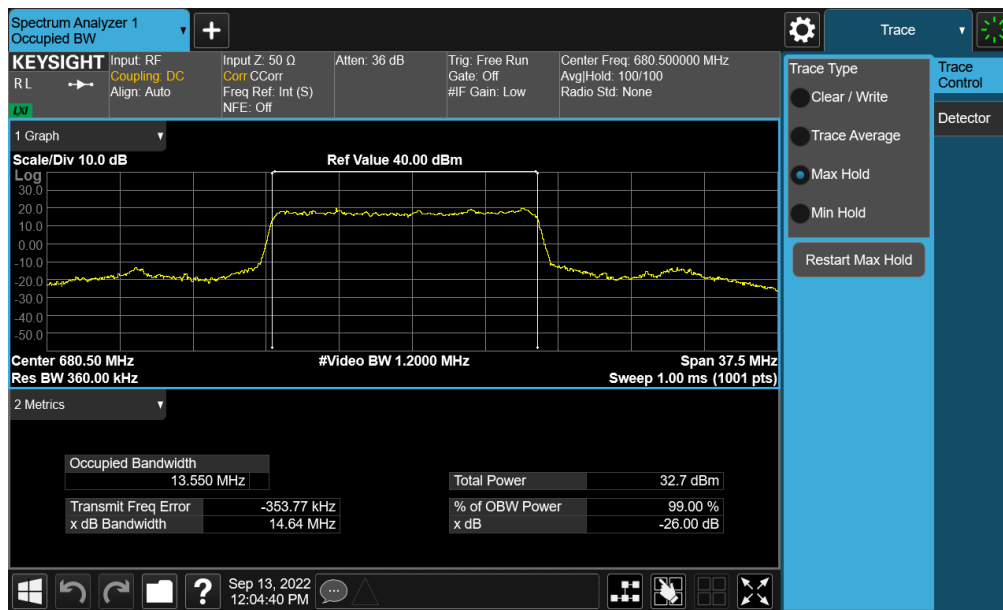 Spectrum Analyzer 1
Occupied BW
+
Trace
KEYSIGHT Input: RF Input Z: 50 Ω Atten: 36 dB Trig: Free Run Center Freq: 680.500000 MHz
R L Coupling: DC Corr CCorr Gate: Off Avg|Hold: 100/100
Align: Auto Freq Ref: Int (S) #IF Gain: Low Radio Std: None
LXI NFE: Off
Trace Type
Clear / Write
Trace Average
Max Hold
Min Hold
Restart Max Hold
Trace
Control
Detector
1 Graph
Scale/Div 10.0 dB Ref Value 40.00 dBm
Log
30.0
20.0
10.0
0.00
-10.0
-20.0
-30.0
-40.0
-50.0
Center 680.50 MHz #Video BW 1.2000 MHz Span 37.5 MHz
Res BW 360.00 kHz Sweep 1.00 ms (1001 pts)
2 Metrics
Occupied Bandwidth
13.550 MHz Total Power 32.7 dBm
Transmit Freq Error -353.77 kHz % of OBW Power 99.00 %
x dB Bandwidth 14.64 MHz x dB -26.00 dB
? Sep 13, 2022
12:04:40 PM